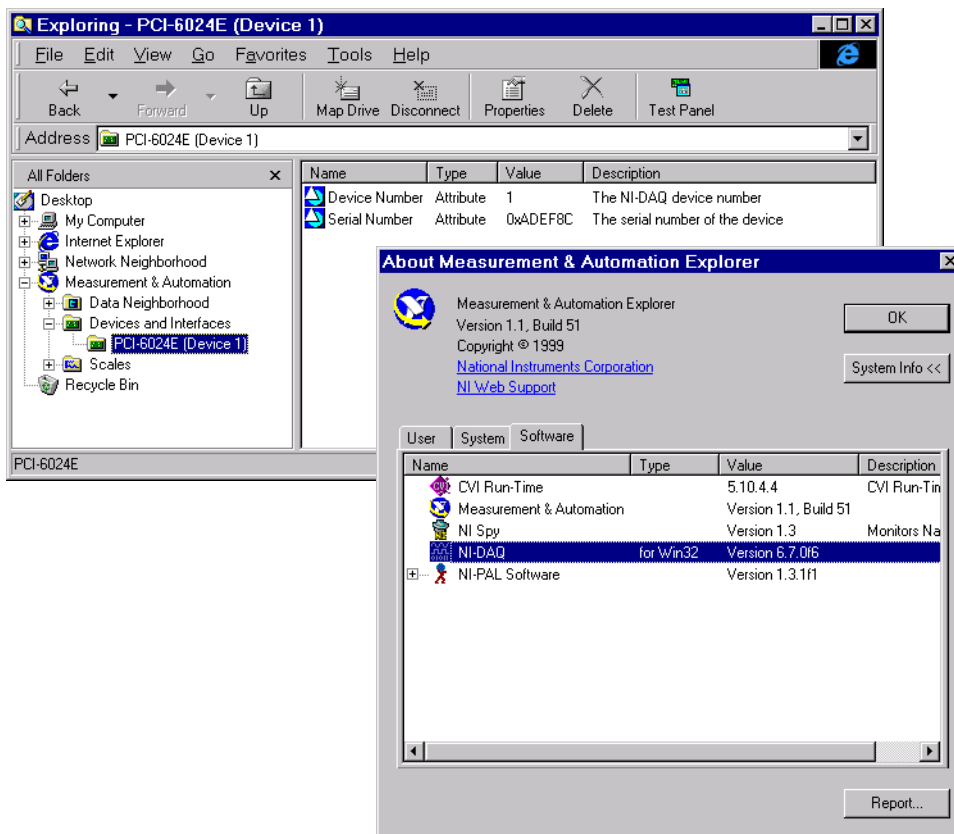 Exploring - PCI-6024E (Device 1)
File Edit View Go Favorites Tools Help
Back Forward Up Map Drive Disconnect Properties Delete Test Panel
Address PCI-6024E (Device 1)
All Folders
Desktop
My Computer
Internet Explorer
Network Neighborhood
Measurement & Automation
Data Neighborhood
Devices and Interfaces
PCI-6024E (Device 1)
Scales
Recycle Bin
Name Type Value Description
Device Number Attribute 1 The NI-DAQ device number
Serial Number Attribute 0xADEF8C The serial number of the device
PCI-6024E
About Measurement & Automation Explorer
Measurement & Automation Explorer
Version 1.1, Build 51
Copyright © 1999
National Instruments Corporation
NI Web Support
OK
System Info <<
User System Software
Name Type Value Description
CVI Run-Time 5.10.4.4 CVI Run-Tin
Measurement & Automation Version 1.1, Build 51
NI Spy Version 1.3 Monitors Na
NI-DAQ for Win32 Version 6.7.0f6
NI-PAL Software Version 1.3.1f1
Report...